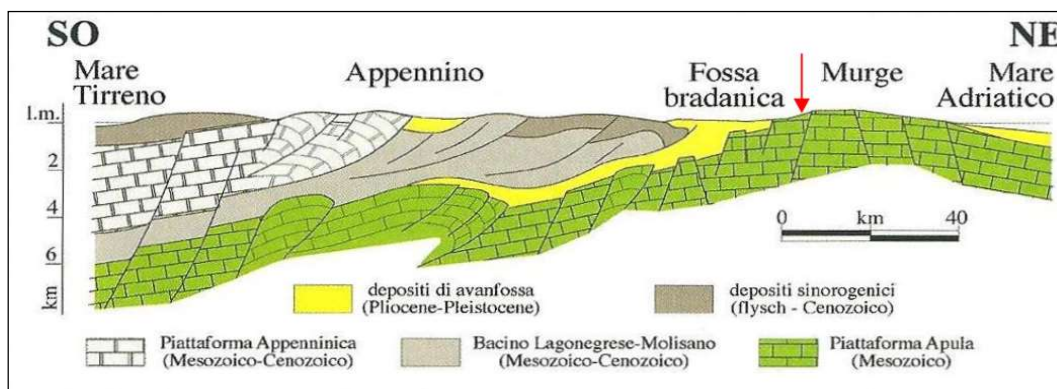 SO
NE
Mare
Tirreno
Appennino
Fossa
bradanica
Murge
Mare
Adriatico
l.m.
2
4
6
km
0 km 40
depositi di avanfossa
(Pliocene-Pleistocene)
depositi sinorogenici
(flysch - Cenozoico)
Piattaforma Appenninica
(Mesozoico-Cenozoico)
Bacino Lagonegrese-Molisano
(Mesozoico-Cenozoico)
Piattaforma Apula
(Mesozoico)